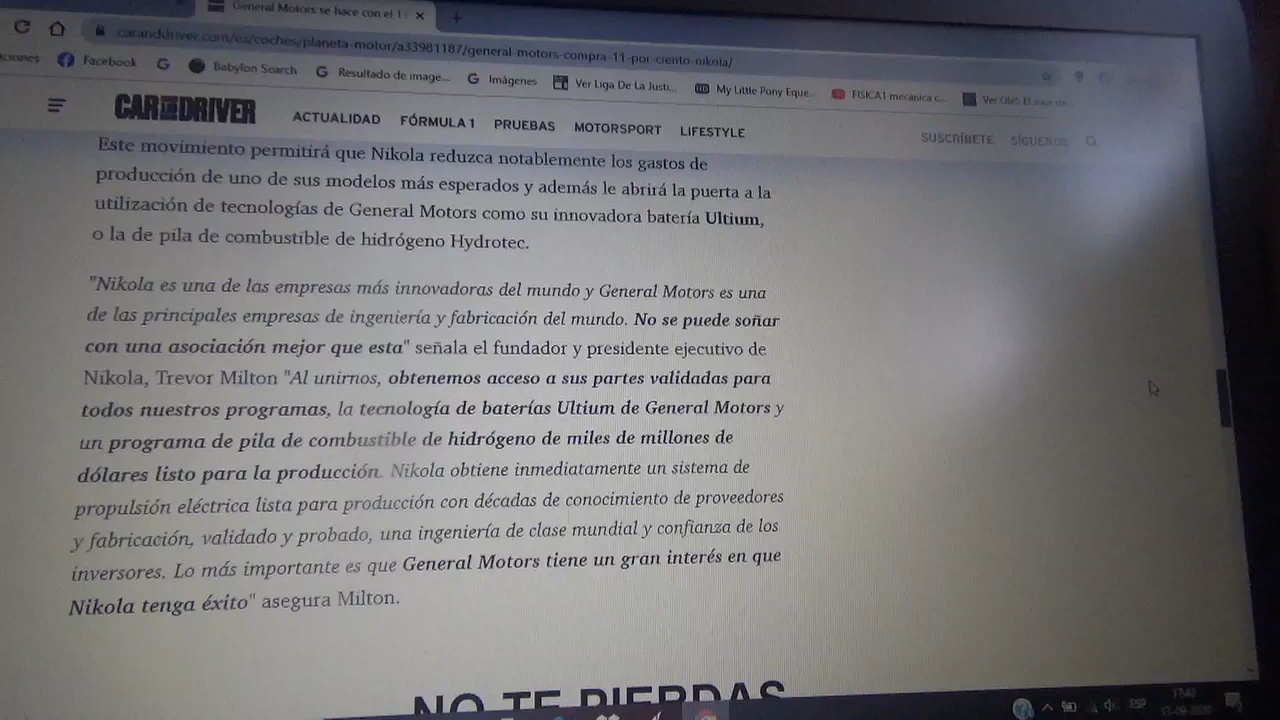 General Motors se hace con el 1
caranddriver.com/es/coches/planeta-motor/a33981187/general-motors-compra-11-por-ciento-nikola/
Facebook
Babylon Search
Resultado de image...
Imágenes
Ver Liga De La Justi...
My Little Pony Eque...
FISICA1 mecanica c...
CAR AND DRIVER
ACTUALIDAD FÓRMULA 1 PRUEBAS MOTORSPORT LIFESTYLE
SUSCRÍBETE SÍGUENOS
Este movimiento permitirá que Nikola reduzca notablemente los gastos de
producción de uno de sus modelos más esperados y además le abrirá la puerta a la
utilización de tecnologías de General Motors como su innovadora batería Ultium,
o la de pila de combustible de hidrógeno Hydrotec.
"Nikola es una de las empresas más innovadoras del mundo y General Motors es una
de las principales empresas de ingeniería y fabricación del mundo. No se puede soñar
con una asociación mejor que esta" señala el fundador y presidente ejecutivo de
Nikola, Trevor Milton "Al unirnos, obtenemos acceso a sus partes validadas para
todos nuestros programas, la tecnología de baterías Ultium de General Motors y
un programa de pila de combustible de hidrógeno de miles de millones de
dólares listo para la producción. Nikola obtiene inmediatamente un sistema de
propulsión eléctrica lista para producción con décadas de conocimiento de proveedores
y fabricación, validado y probado, una ingeniería de clase mundial y confianza de los
inversores. Lo más importante es que General Motors tiene un gran interés en que
Nikola tenga éxito" asegura Milton.
NO TE PIERDAS
ESP
17:42